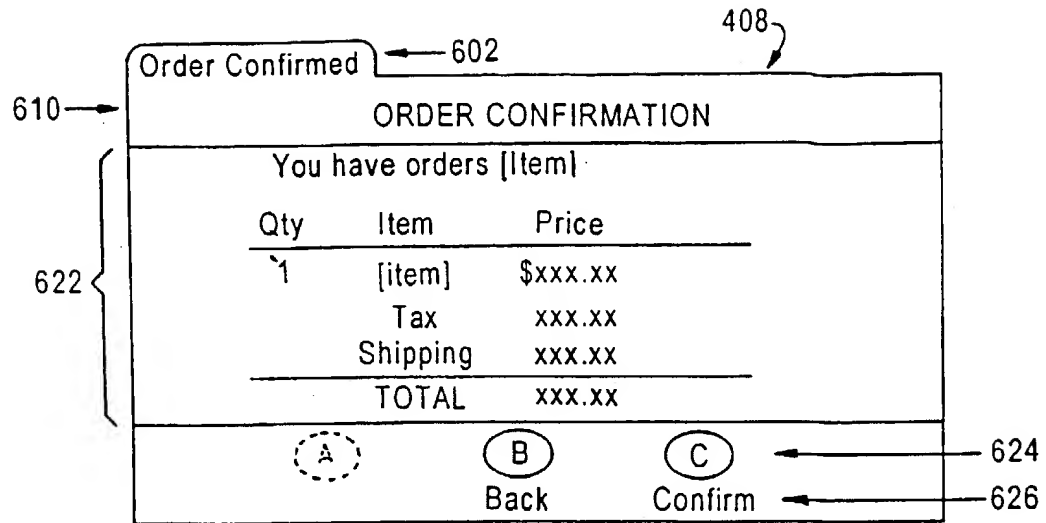 408
Order Confirmed 602
610 ORDER CONFIRMATION
You have orders [Item]
Qty Item Price
622 1 [item] $xxx.xx
Tax xxx.xx
Shipping xxx.xx
TOTAL xxx.xx
A B C 624
Back Confirm 626